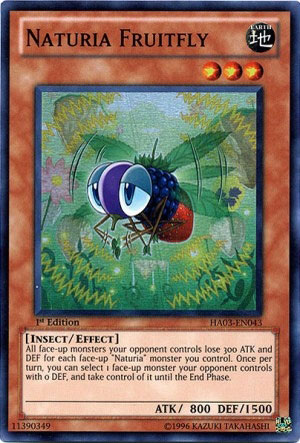 NATURIA FRUITFLY
EARTH
地
1st Edition
HA03-EN043
[INSECT/EFFECT]
All face-up monsters your opponent controls lose 300 ATK and
DEF for each face-up "Naturia" monster you control. Once per
turn, you can select 1 face-up monster your opponent controls
with 0 DEF, and take control of it until the End Phase.
ATK/ 800 DEF/1500
11390349
©1996 KAZUKI TAKAHASHI